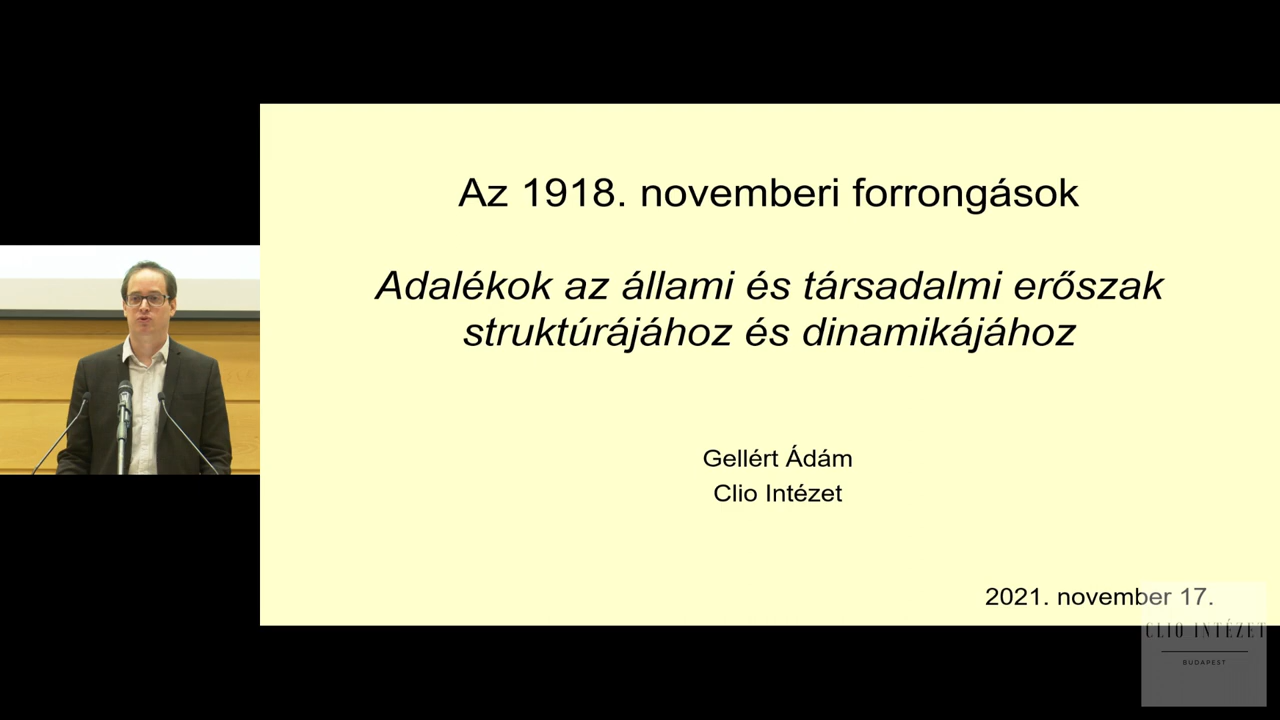 Az 1918. novemberi forrongások
Adalékok az állami és társadalmi erőszak
struktúrájához és dinamikájához
Gellért Ádám
Clio Intézet
2021. november 17.
CLIO INTÉZET
BUDAPEST